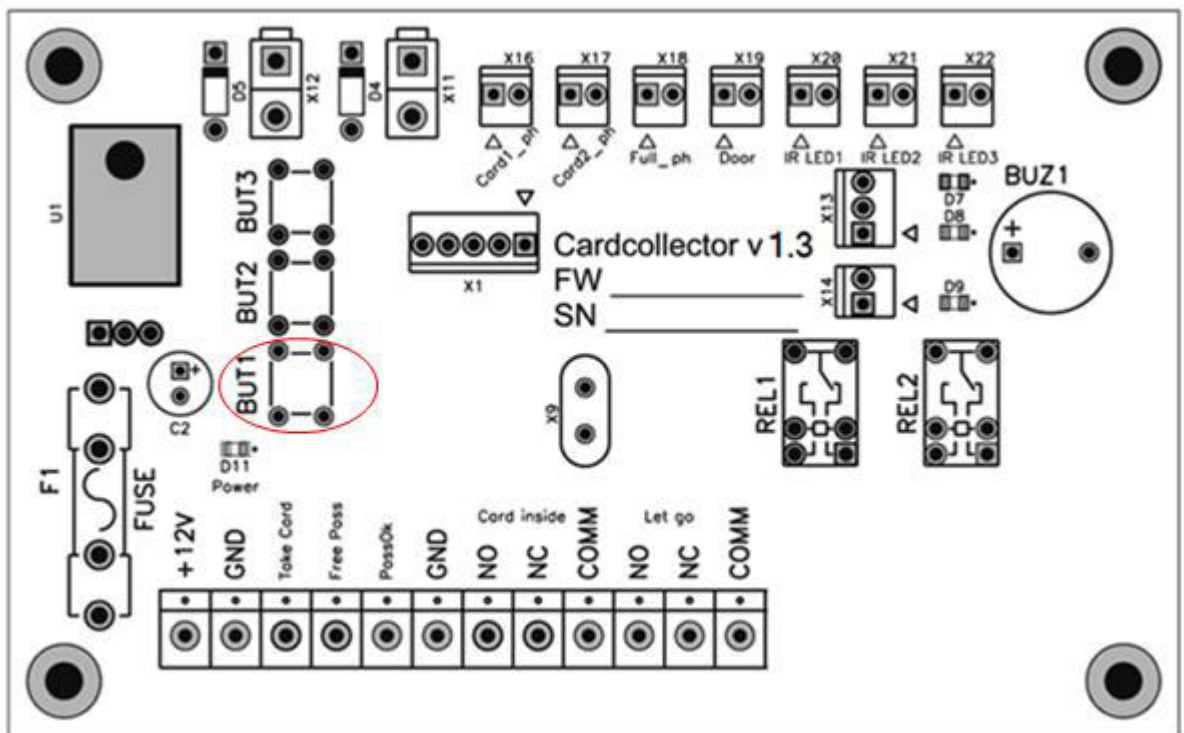 X16
X17
X18
X19
X20
X21
X22
D5
X12
D4
X11
Card1_ph
Card2_ph
Full_ph
Door
IR LED1
IR LED2
IR LED3
U1
BUT3
BUT2
BUT1
X1
Cardcollector v 1.3
FW
SN
X13
X14
D7
D8
D9
BUZ1
+
+
C2
D11
Power
F1
FUSE
X9
REL1
REL2
Card inside
Let go
+12V
GND
Take Card
Free Pass
PassOk
GND
NO
NC
COMM
NO
NC
COMM